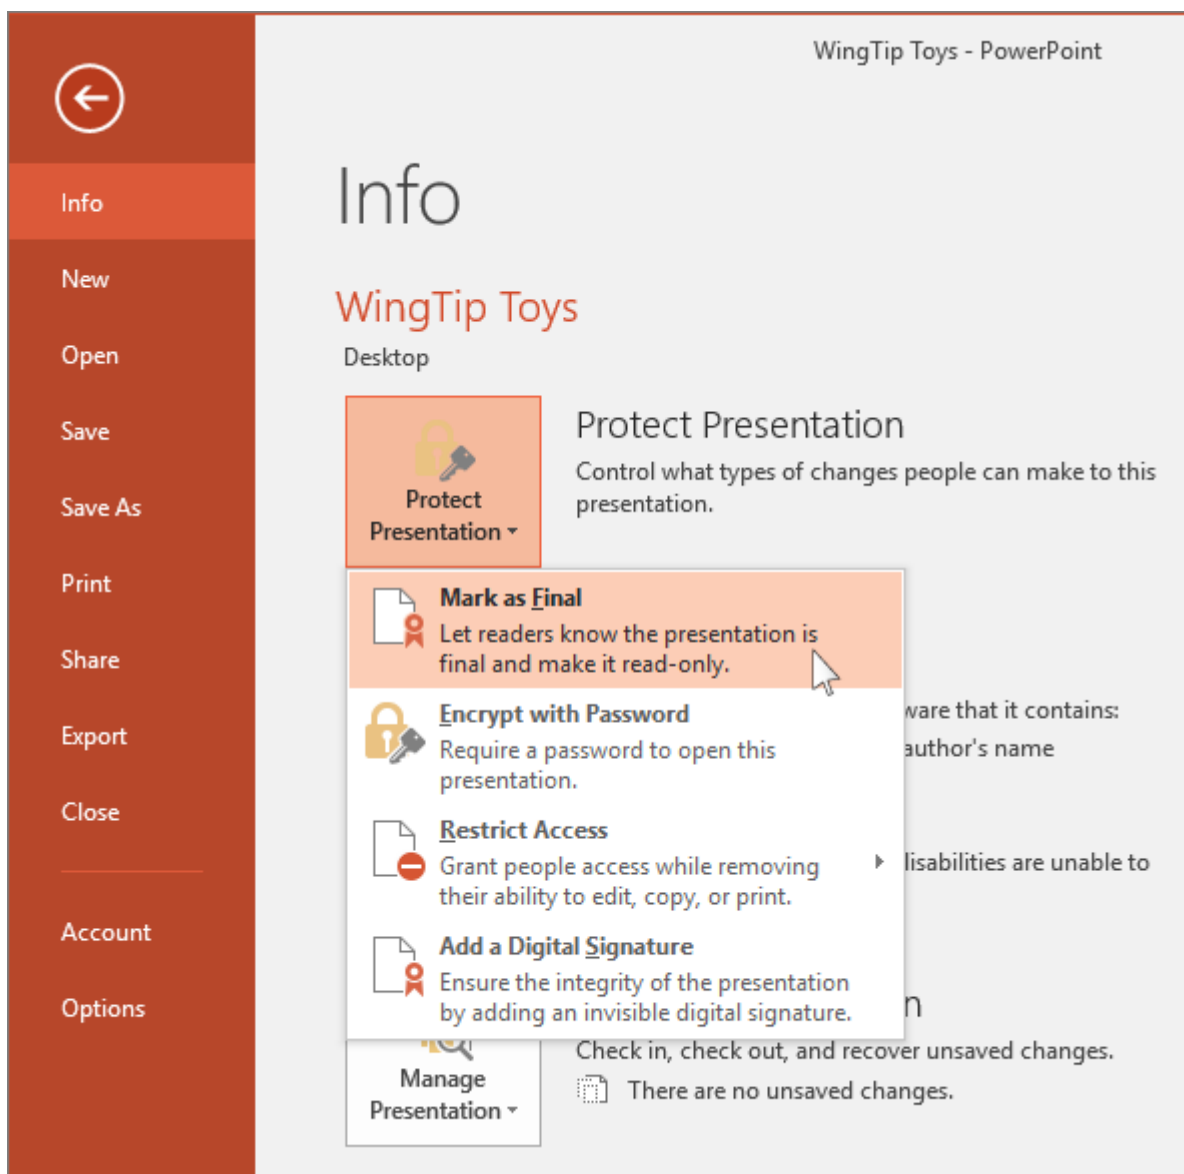 WingTip Toys - PowerPoint
Info
New
Open
Save
Save As
Print
Share
Export
Close
Account
Options
Info
WingTip Toys
Desktop
Protect
Presentation
Protect Presentation
Control what types of changes people can make to this
presentation.
Mark as Final
Let readers know the presentation is
final and make it read-only.
Encrypt with Password
Require a password to open this
presentation.
Restrict Access
Grant people access while removing
their ability to edit, copy, or print.
Add a Digital Signature
Ensure the integrity of the presentation
by adding an invisible digital signature.
that it contains:
author's name
are unable to
Manage
Presentation
Check in, check out, and recover unsaved changes.
There are no unsaved changes.